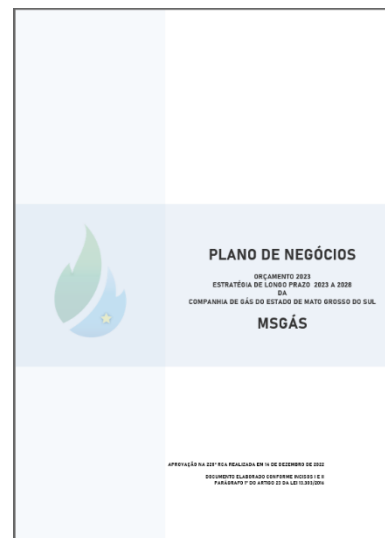 PLANO DE NEGÓCIOS
ORÇAMENTO 2023
ESTRATÉGIA DE LONGO PRAZO 2023 A 2028
DA
COMPANHIA DE GÁS DO ESTADO DE MATO GROSSO DO SUL
MSGÁS
APROVAÇÃO NA 228ª RCA REALIZADA EM 14 DE DEZEMBRO DE 2022
DOCUMENTO ELABORADO CONFORME INCISOS I E II
PARÁGRAFO 1º DO ARTIGO 23 DA LEI 13.303/2016